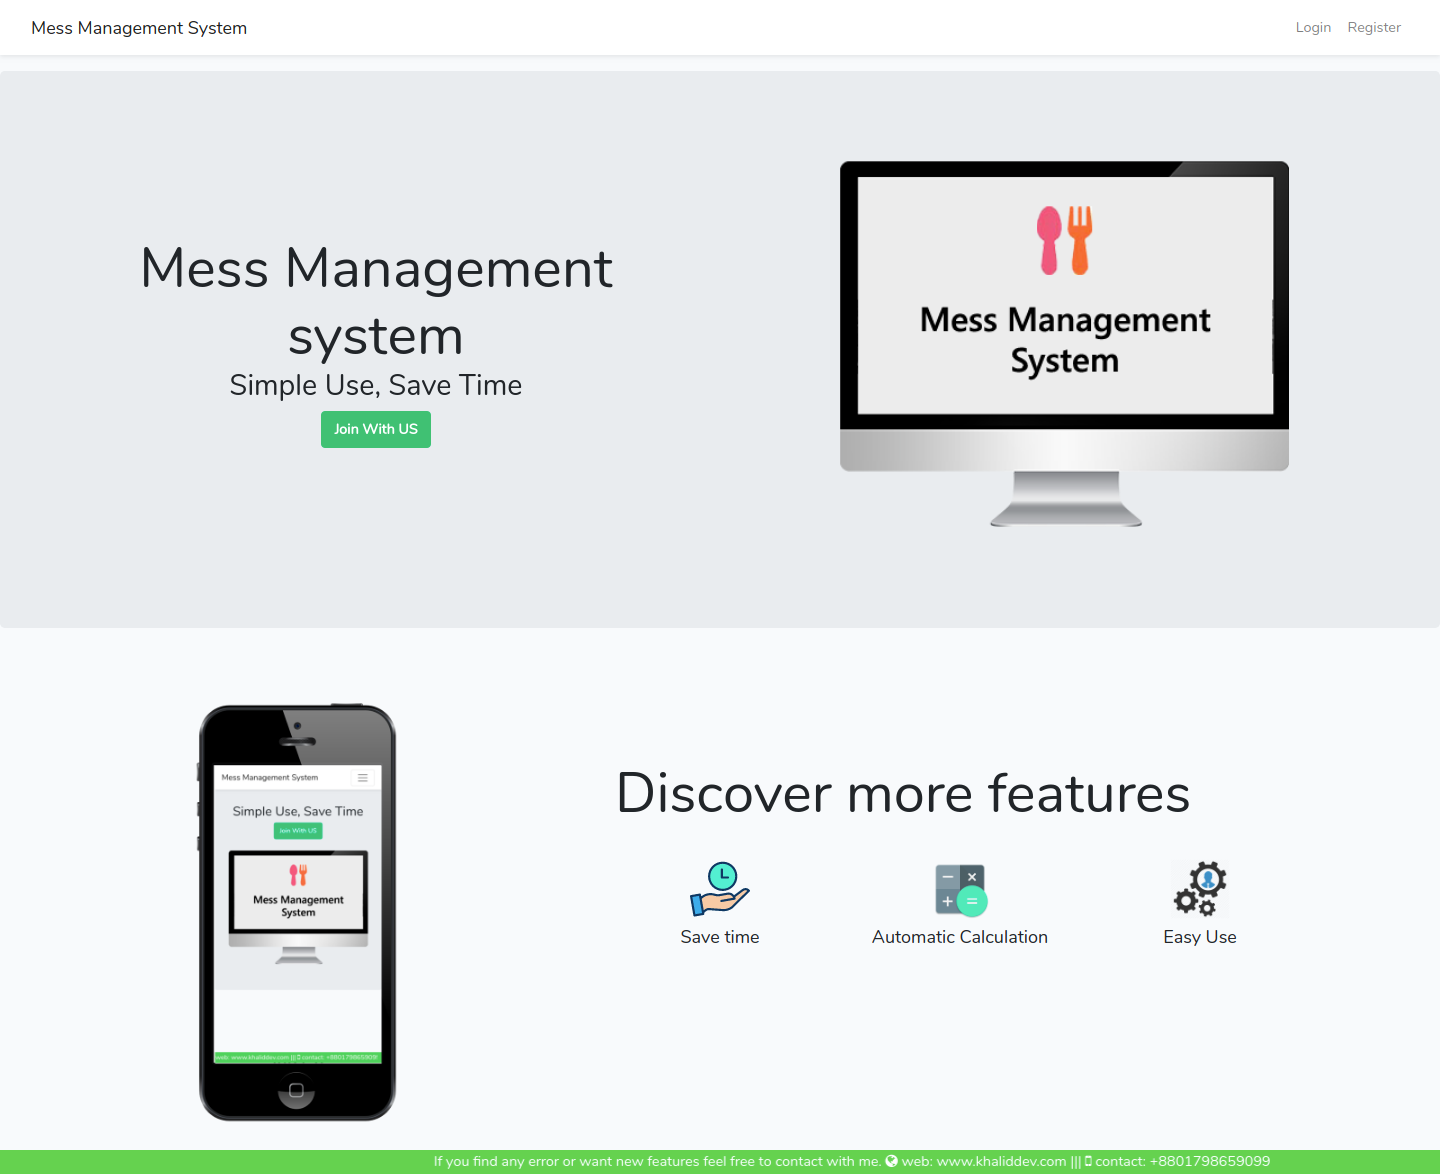 Mess Management System
Login
Register
Mess Management
system
Simple Use, Save Time
Join With US
Mess Management
System
Mess Management System
Simple Use, Save Time
Join With US
Mess Management
System
web: www.khaliddev.com ||| contact: +8801798659099
Discover more features
Save time
Automatic Calculation
Easy Use
If you find any error or want new features feel free to contact with me. web: www.khaliddev.com ||| contact: +8801798659099